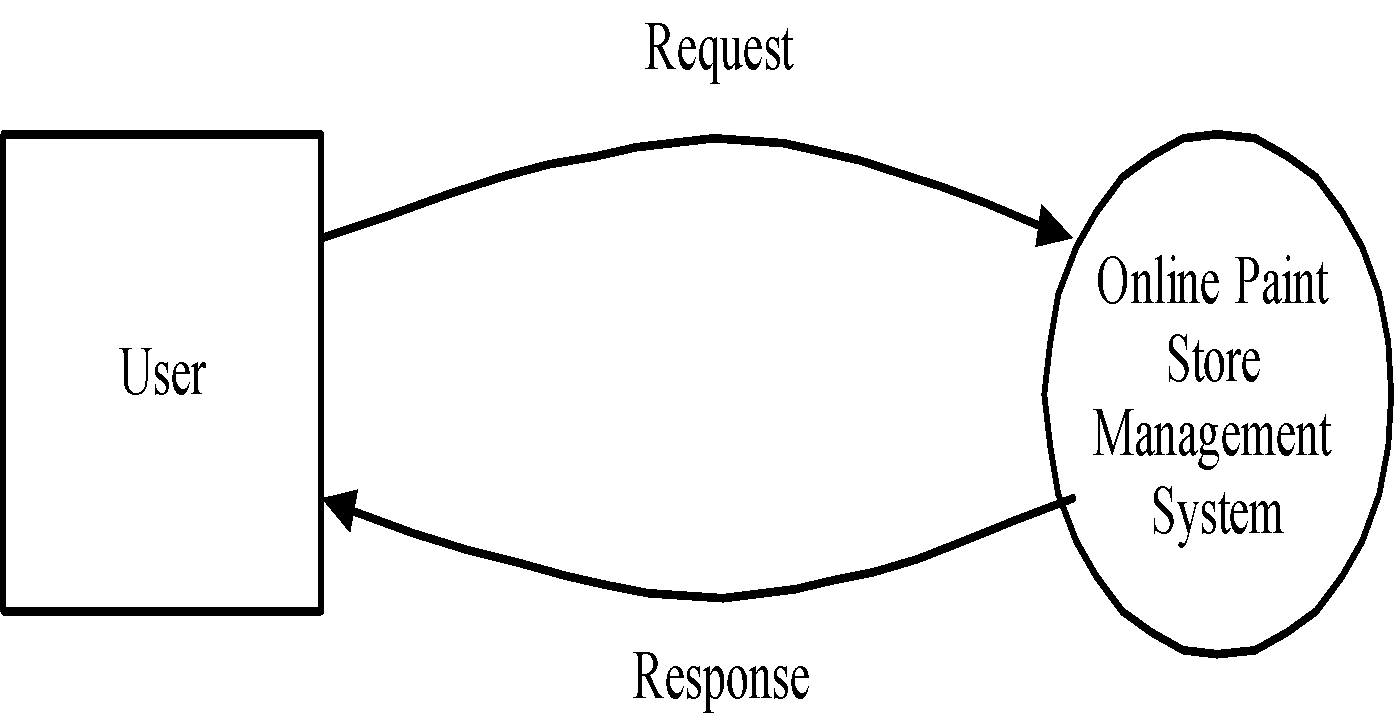 Request
User
Online Paint
Store
Management
System
Response